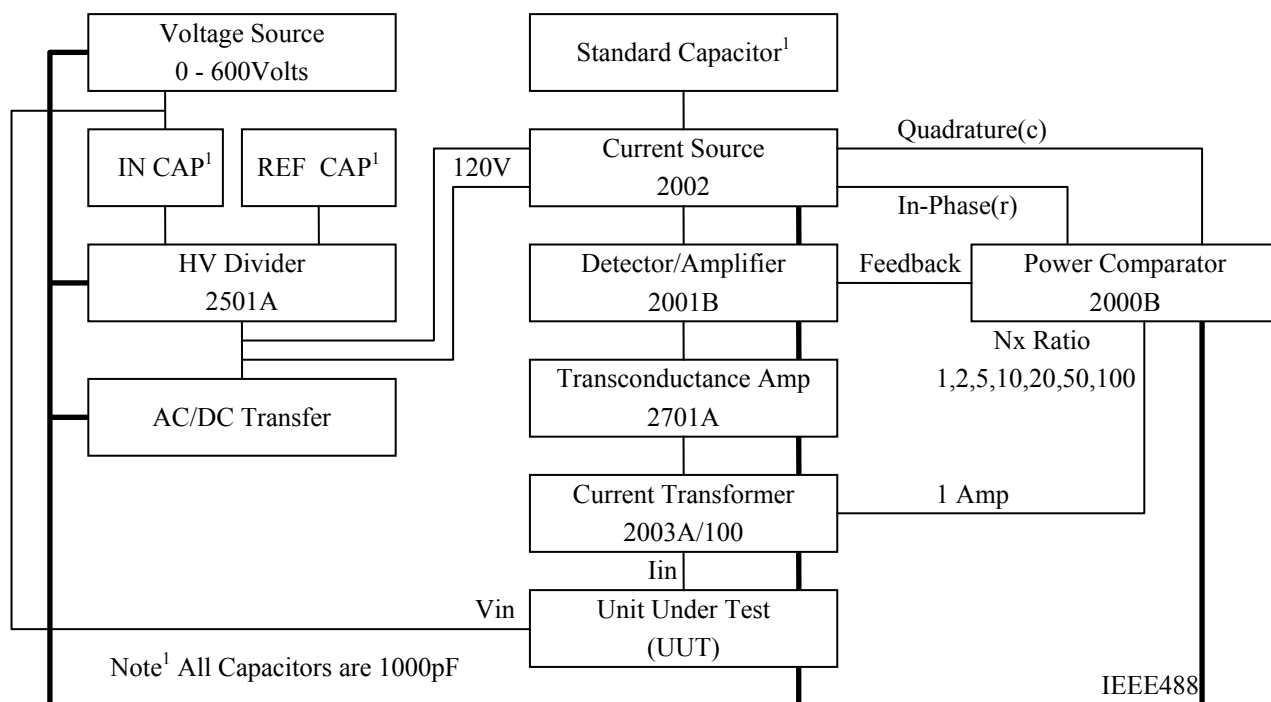 Voltage Source
0 - 600Volts
Standard Capacitor¹
IN CAP¹
REF CAP¹
120V
Current Source
2002
Quadrature(c)
In-Phase(r)
HV Divider
2501A
Detector/Amplifier
2001B
Feedback
Power Comparator
2000B
Nx Ratio
1,2,5,10,20,50,100
AC/DC Transfer
Transconductance Amp
2701A
Current Transformer
2003A/100
1 Amp
Iin
Vin
Unit Under Test
(UUT)
Note¹ All Capacitors are 1000pF
IEEE488